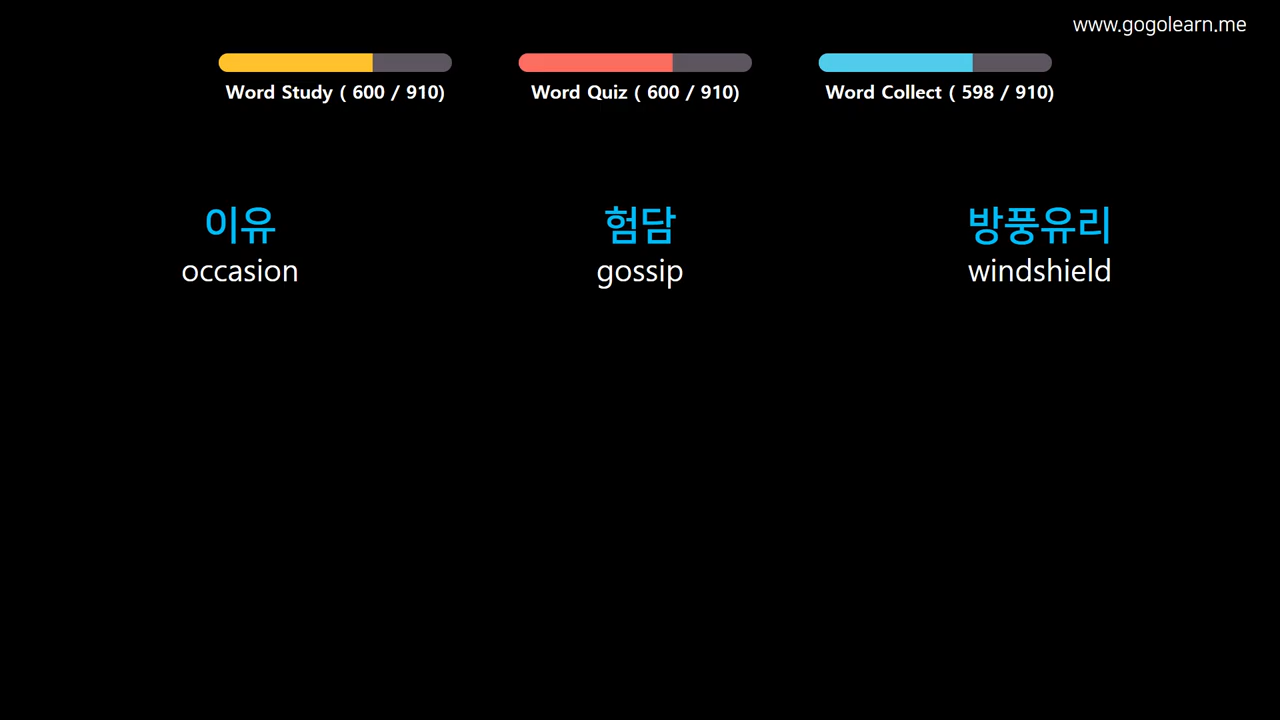 www.gogolearn.me
Word Study ( 600 / 910)
Word Quiz ( 600 / 910)
Word Collect ( 598 / 910)
이유
occasion
험담
gossip
방풍유리
windshield